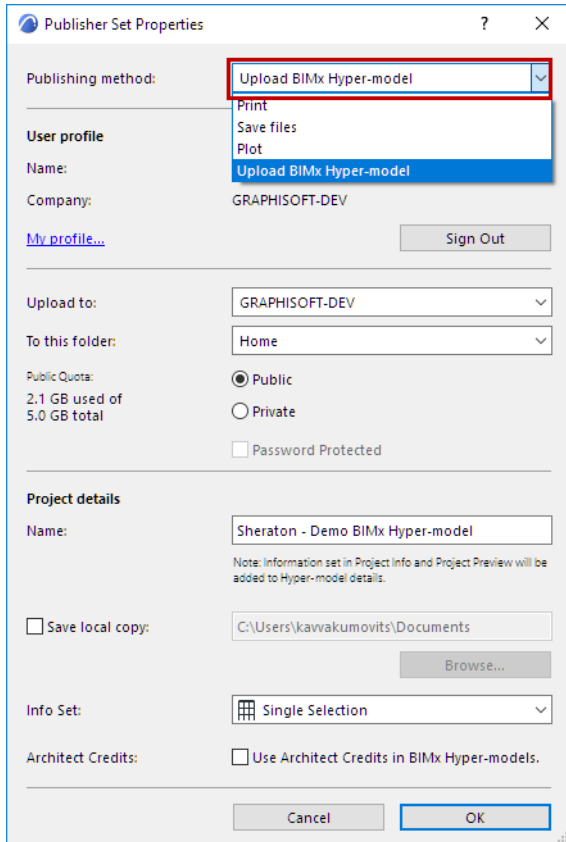 Publisher Set Properties
?
Publishing method:
Upload BIMx Hyper-model
Print
Save files
Plot
Upload BIMx Hyper-model
User profile
Name:
Company:
GRAPHISOFT-DEV
My profile...
Sign Out
Upload to:
GRAPHISOFT-DEV
To this folder:
Home
Public Quota:
2.1 GB used of
5.0 GB total
Public
Private
Password Protected
Project details
Name:
Sheraton - Demo BIMx Hyper-model
Note: Information set in Project Info and Project Preview will be
added to Hyper-model details.
Save local copy:
C:\Users\kavvakumovits\Documents
Browse...
Info Set:
Single Selection
Architect Credits:
Use Architect Credits in BIMx Hyper-models.
Cancel
OK